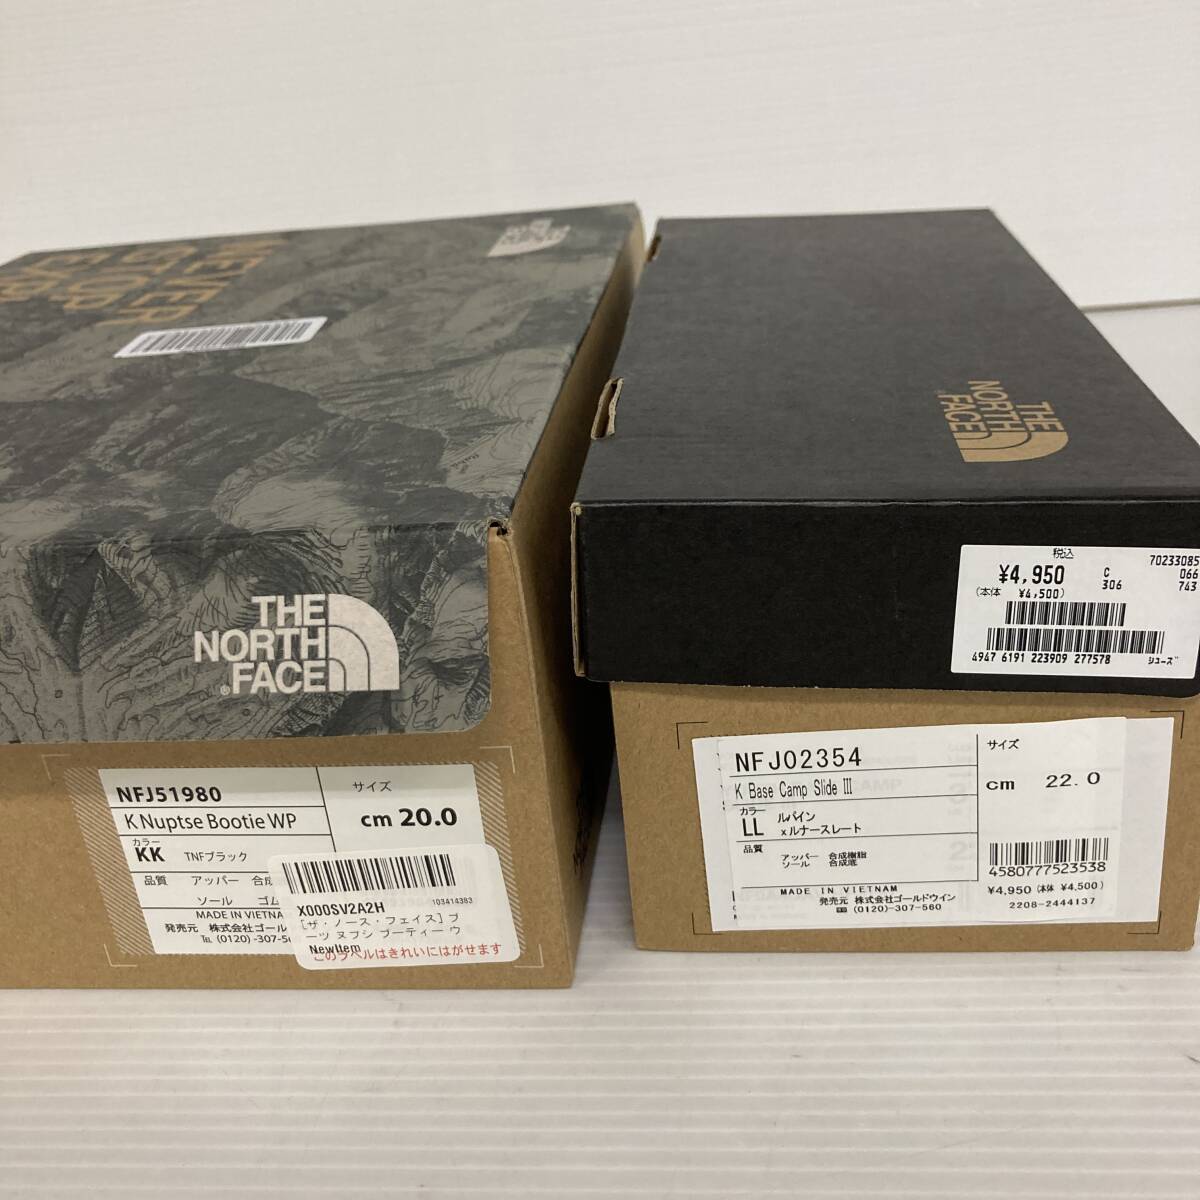 NEVER
STOP
THE
NORTH
FACE
THE
NORTH
FACE
NFJ51980
K Nuptse Bootie WP
カラー
KK TNFブラック
サイズ
cm 20.0
品質 アッパー 合成
ソール ゴム
MADE IN VIETNA
発売元 株式会社ゴール
TEL (0120)-307-5
X000SV2A2H
103414383
[ザ・ノース・フェイス] ブ
ーツ ヌプシ ブーティー ウ
NewItem
このラベルはきれいにはがせます
THE
NORTH
FACE
税込
¥4,950
(本体 ¥4,500)
C
306
70233085
066
743
4947 6191 223909 277578
シューズ
NFJ02354
K Base Camp Slide Ⅲ
カラー
LL ルパイン
xルナースレート
サイズ
cm 22.0
品質
アッパー 合成樹脂
ソール 合成底
MADE IN VIETNAM
発売元 株式会社ゴールドウイン
(0120)-307-560
4580777523538
¥4,950 (本体 ¥4,500)
2208-2444137